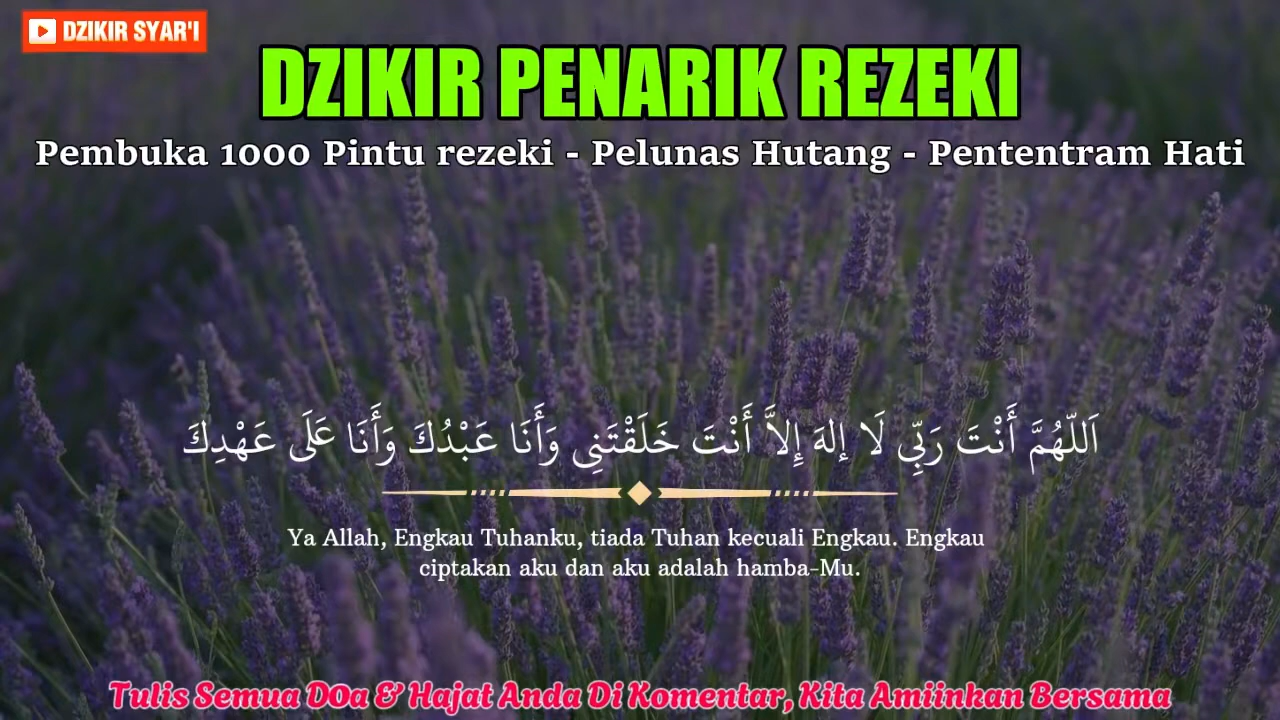 DZIKIR SYAR'I
DZIKIR PENARIK REZEKI
Pembuka 1000 Pintu rezeki - Pelunas Hutang - Pententram Hati
اَللّهُمَّ أَنْتَ رَبِّي لَا إلهَ إِلاَّ أَنْتَ خَلَقْتَنِي وَأَنَا عَبْدُكَ وَأَنَا عَلَى عَهْدِكَ
Ya Allah, Engkau Tuhanku, tiada Tuhan kecuali Engkau. Engkau
ciptakan aku dan aku adalah hamba-Mu.
Tulis Semua DOa & Hajat Anda Di Komentar, Kita Amiinkan Bersama